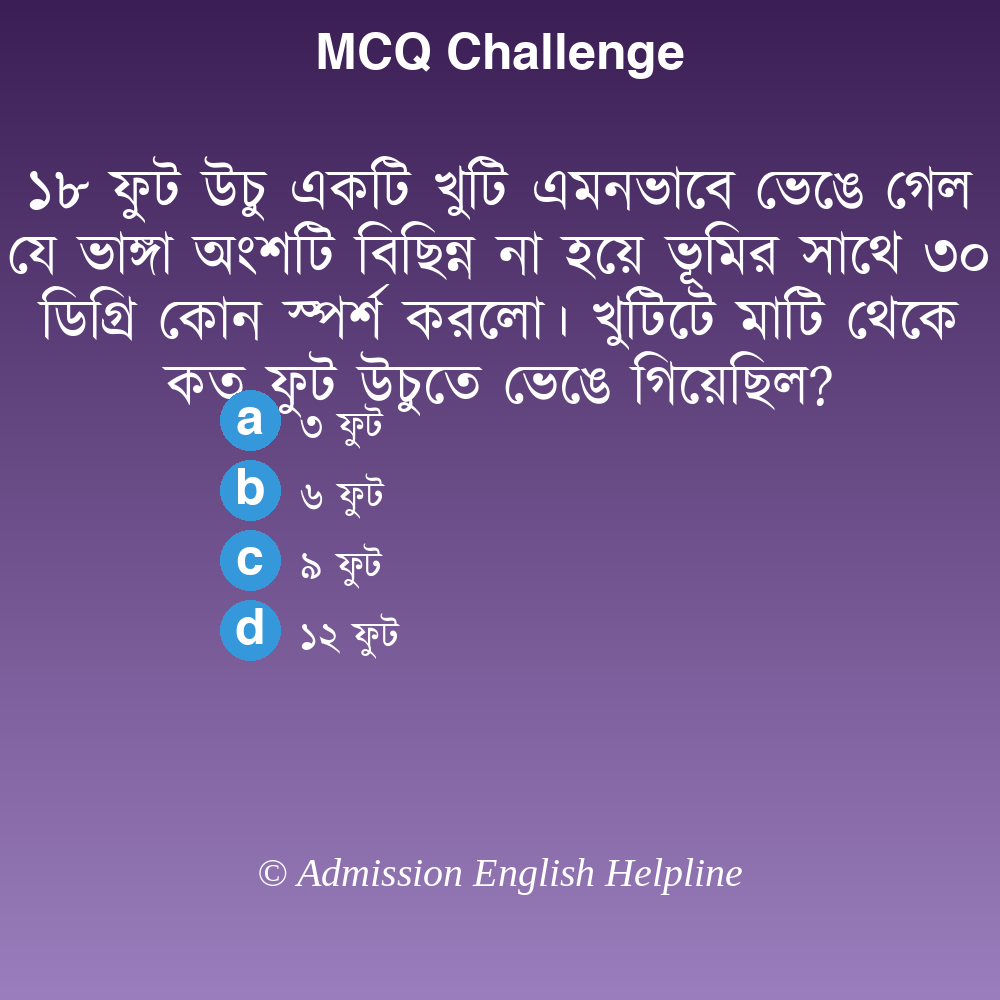 MCQ Challenge
১৮ ফুট উচু একটি খুটি এমনভাবে ভেঙে গেল
যে ভাঙ্গা অংশটি বিছিন্ন না হয়ে ভূমির সাথে ৩০
ডিগ্রি কোন স্পর্শ করলো। খুটিটে মাটি থেকে
কত ফুট উচুতে ভেঙে গিয়েছিল?
a ৩ ফুট
b ৬ ফুট
c ৯ ফুট
d ১২ ফুট
© Admission English Helpline